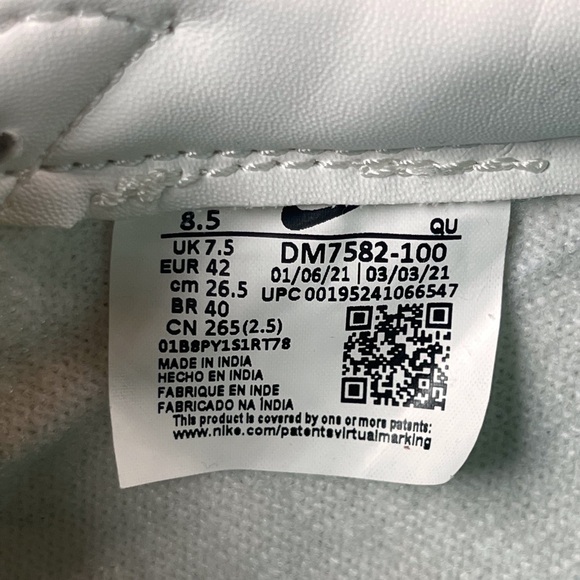 8.5 QU
UK 7.5 DM7582-100
EUR 42 01/06/21 | 03/03/21
cm 26.5 UPC 00195241066547
BR 40
CN 265(2.5)
01B8PY1S1RT78
MADE IN INDIA
HECHO EN INDIA
FABRIQUE EN INDE
FABRICADO NA ÍNDIA
This product is covered by one or more patents:
www.nike.com/patentsvirtualmarking